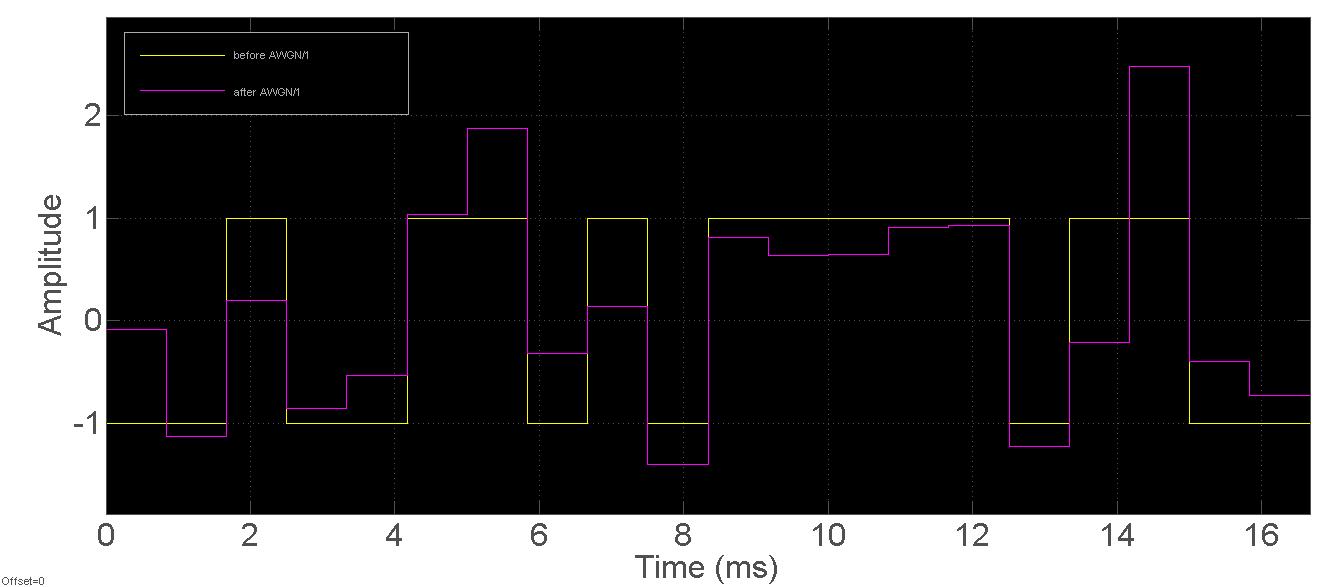 before AWGN/1
after AWGN/1
2
1
0
-1
Amplitude
0 2 4 6 8 10 12 14 16
Time (ms)
Offset=0